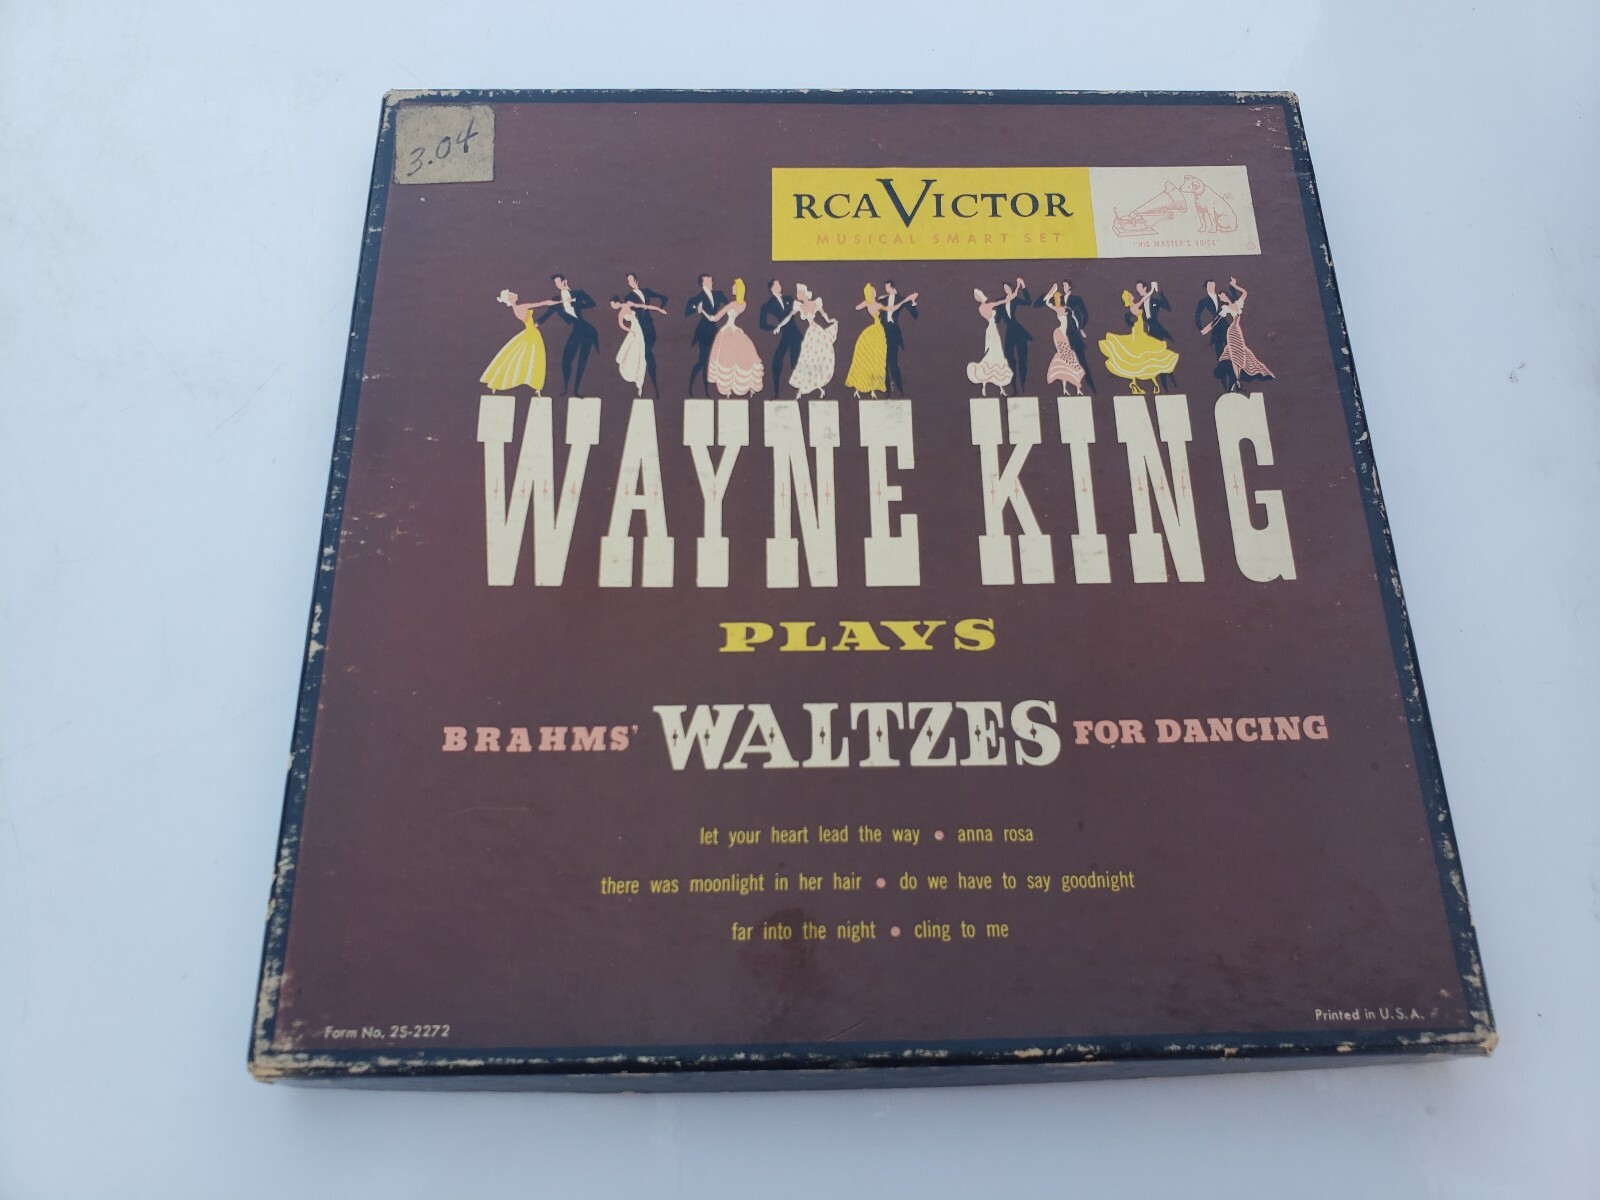 3.04
RCA VICTOR
MUSICAL SMART SET
"HIS MASTER'S VOICE"
WAYNE KING
PLAYS
BRAHMS' WALTZES FOR DANCING
let your heart lead the way • anna rosa
there was moonlight in her hair • do we have to say goodnight
far into the night • cling to me
Form No. 2S-2272
Printed in U.S.A.